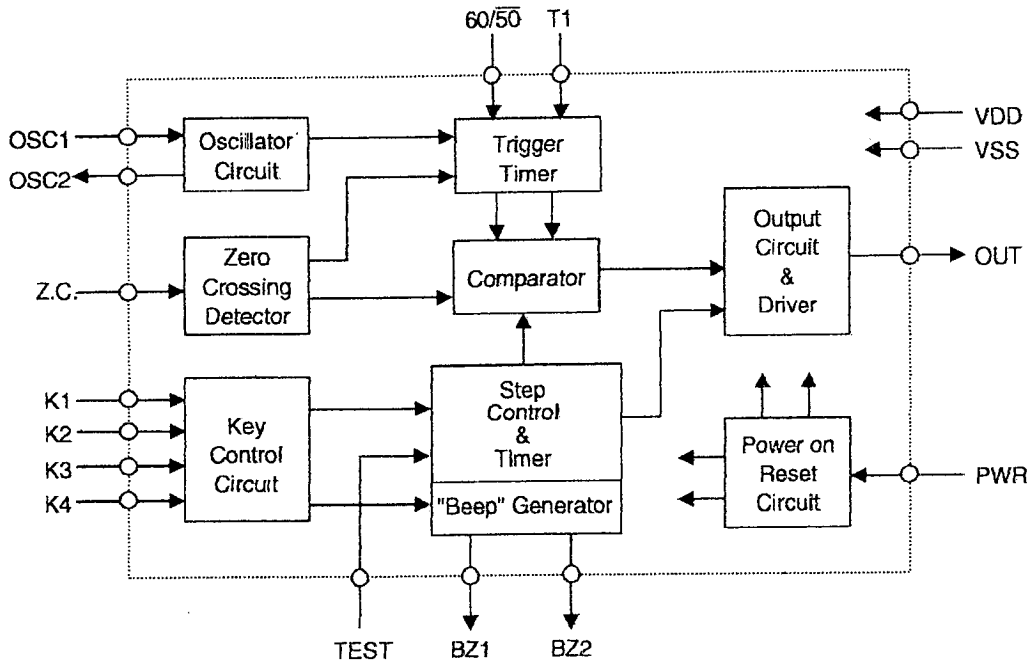 60/50 T1
OSC1
OSC2
Oscillator
Circuit
Trigger
Timer
VDD
VSS
Z.C.
Zero
Crossing
Detector
Comparator
Output
Circuit
&
Driver
OUT
K1
K2
K3
K4
Key
Control
Circuit
Step
Control
&
Timer
"Beep" Generator
Power on
Reset
Circuit
PWR
TEST
BZ1
BZ2